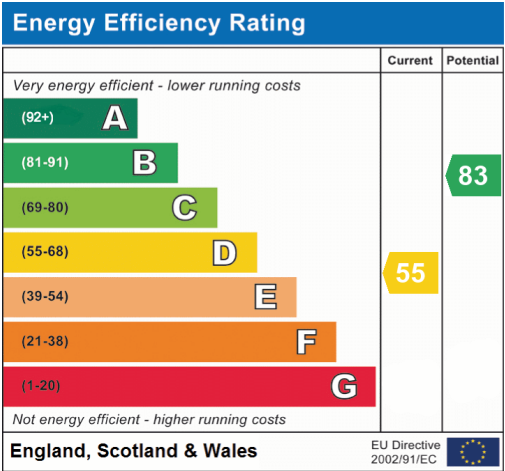 Energy Efficiency Rating
Current Potential
Very energy efficient - lower running costs
(92+) A
(81-91) B
83
(69-80) C
(55-68) D
55
(39-54) E
(21-38) F
(1-20) G
Not energy efficient - higher running costs
England, Scotland & Wales
EU Directive
2002/91/EC